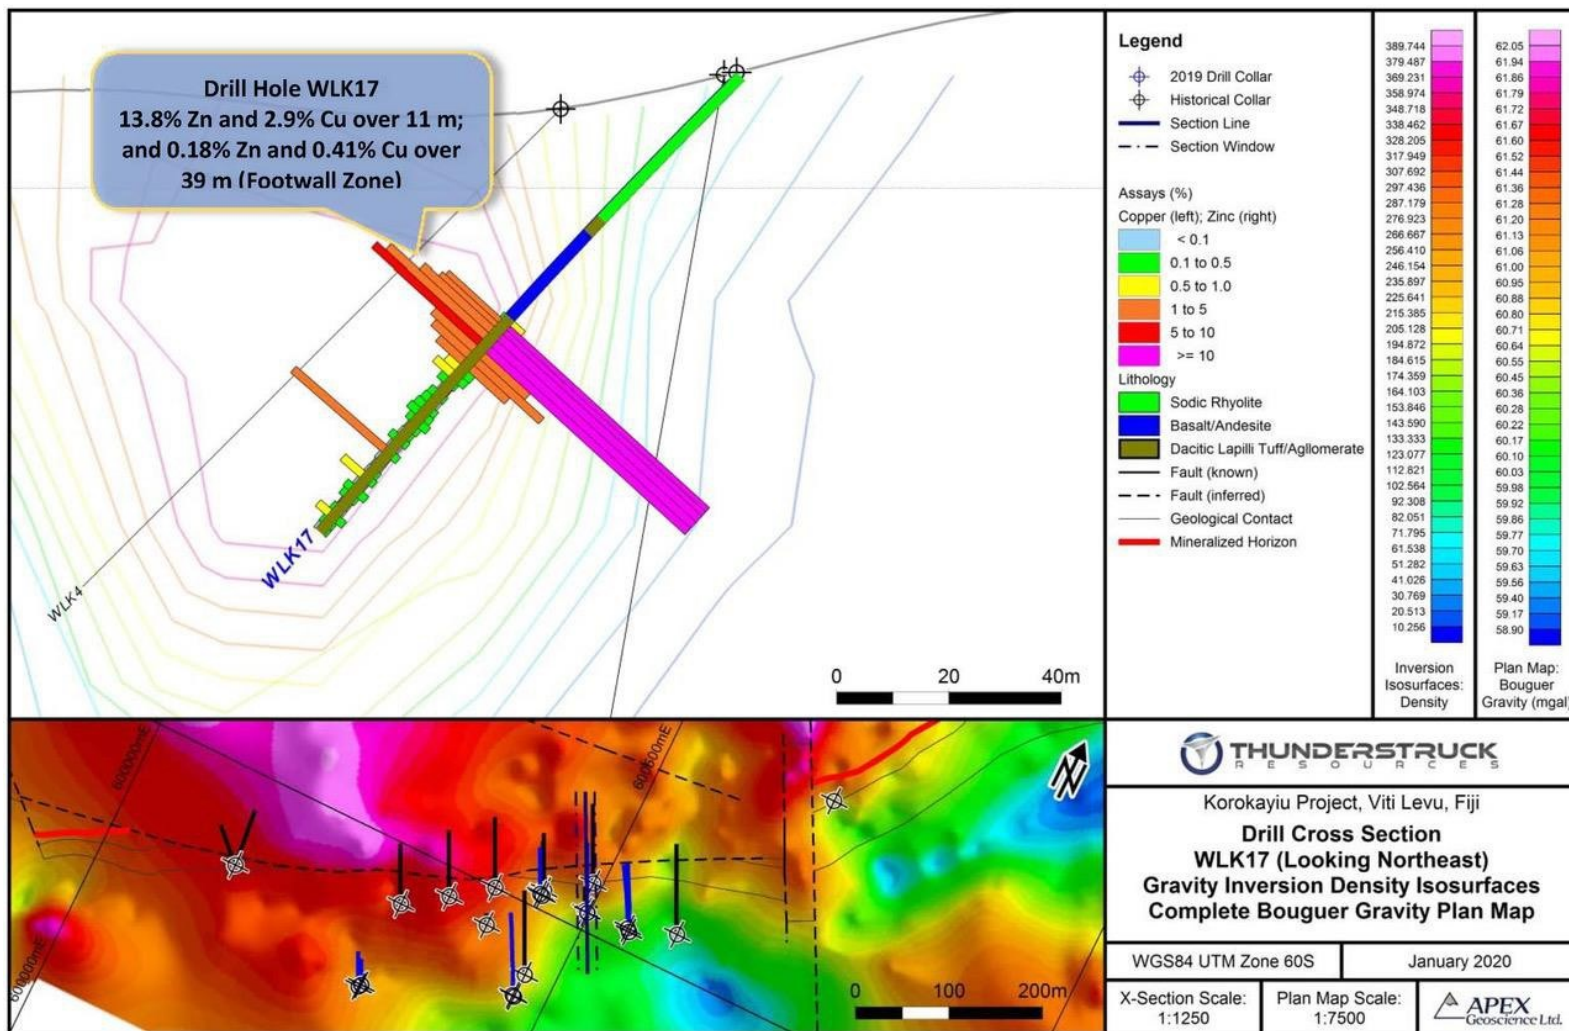 Drill Hole WLK17
13.8% Zn and 2.9% Cu over 11 m;
and 0.18% Zn and 0.41% Cu over
39 m (Footwall Zone)
WLK17
WLK4
0 20 40m
Legend
2019 Drill Collar
Historical Collar
Section Line
Section Window
Assays (%)
Copper (left); Zinc (right)
< 0.1
0.1 to 0.5
0.5 to 1.0
1 to 5
5 to 10
>= 10
Lithology
Sodic Rhyolite
Basalt/Andesite
Dacitic Lapilli Tuff/Agllomerate
Fault (known)
Fault (inferred)
Geological Contact
Mineralized Horizon
389.744
379.487
369.231
358.974
348.718
338.462
328.205
317.949
307.692
297.436
287.179
276.923
266.667
256.410
246.154
235.897
225.641
215.385
205.128
194.872
184.615
174.359
164.103
153.846
143.590
133.333
123.077
112.821
102.564
92.308
82.051
71.795
61.538
51.282
41.026
30.769
20.513
10.256
Inversion
Isosurfaces:
Density
62.05
61.94
61.86
61.79
61.72
61.67
61.60
61.52
61.44
61.36
61.28
61.20
61.13
61.06
61.00
60.95
60.88
60.80
60.71
60.64
60.55
60.45
60.36
60.28
60.22
60.17
60.10
60.03
59.98
59.92
59.86
59.77
59.70
59.63
59.56
59.40
59.17
58.90
Plan Map:
Bouguer
Gravity (mgal)
600000mE
600000mE
600600mE
N
0 100 200m
THUNDERSTRUCK
RESOURCES
Korokayiu Project, Viti Levu, Fiji
Drill Cross Section
WLK17 (Looking Northeast)
Gravity Inversion Density Isosurfaces
Complete Bouguer Gravity Plan Map
WGS84 UTM Zone 60S
January 2020
X-Section Scale:
1:1250
Plan Map Scale:
1:7500
APEX
Geoscience Ltd.